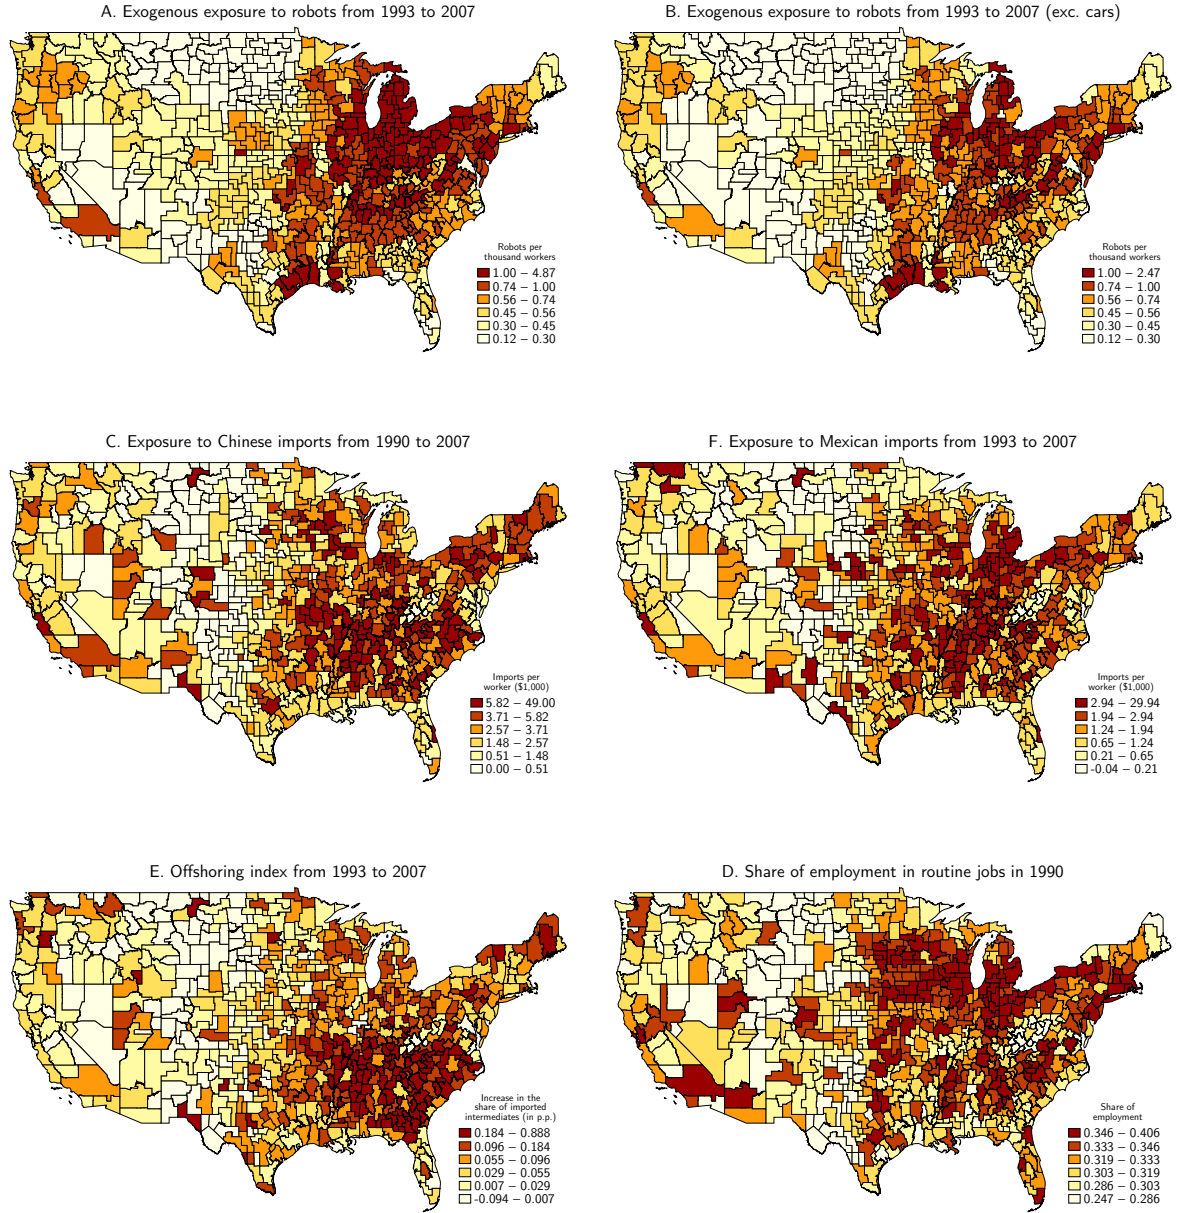 A. Exogenous exposure to robots from 1993 to 2007
Robots per
thousand workers
1.00 – 4.87
0.74 – 1.00
0.56 – 0.74
0.45 – 0.56
0.30 – 0.45
0.12 – 0.30
B. Exogenous exposure to robots from 1993 to 2007 (exc. cars)
Robots per
thousand workers
1.00 – 2.47
0.74 – 1.00
0.56 – 0.74
0.45 – 0.56
0.30 – 0.45
0.12 – 0.30
C. Exposure to Chinese imports from 1990 to 2007
Imports per
worker ($1,000)
5.82 – 49.00
3.71 – 5.82
2.57 – 3.71
1.48 – 2.57
0.51 – 1.48
0.00 – 0.51
F. Exposure to Mexican imports from 1993 to 2007
Imports per
worker ($1,000)
2.94 – 29.94
1.94 – 2.94
1.24 – 1.94
0.65 – 1.24
0.21 – 0.65
-0.04 – 0.21
E. Offshoring index from 1993 to 2007
Increase in the
share of imported
intermediates (in p.p.)
0.184 – 0.888
0.096 – 0.184
0.055 – 0.096
0.029 – 0.055
0.007 – 0.029
-0.094 – 0.007
D. Share of employment in routine jobs in 1990
Share of
employment
0.346 – 0.406
0.333 – 0.346
0.319 – 0.333
0.303 – 0.319
0.286 – 0.303
0.247 – 0.286